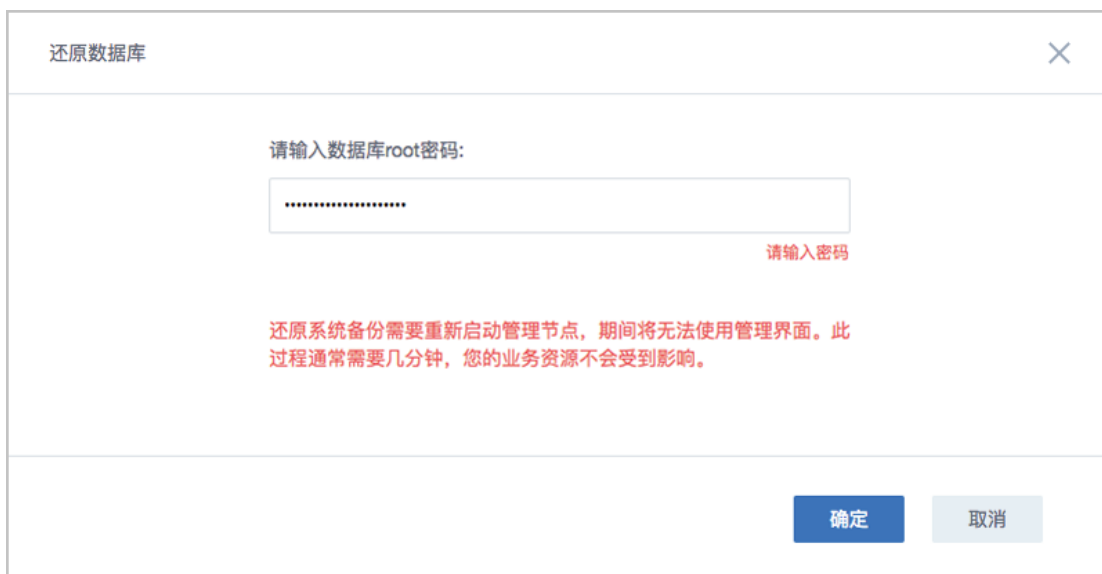 还原数据库
请输入数据库root密码:
•••••••••••••••••••••
请输入密码
还原系统备份需要重新启动管理节点，期间将无法使用管理界面。此
过程通常需要几分钟，您的业务资源不会受到影响。
确定
取消